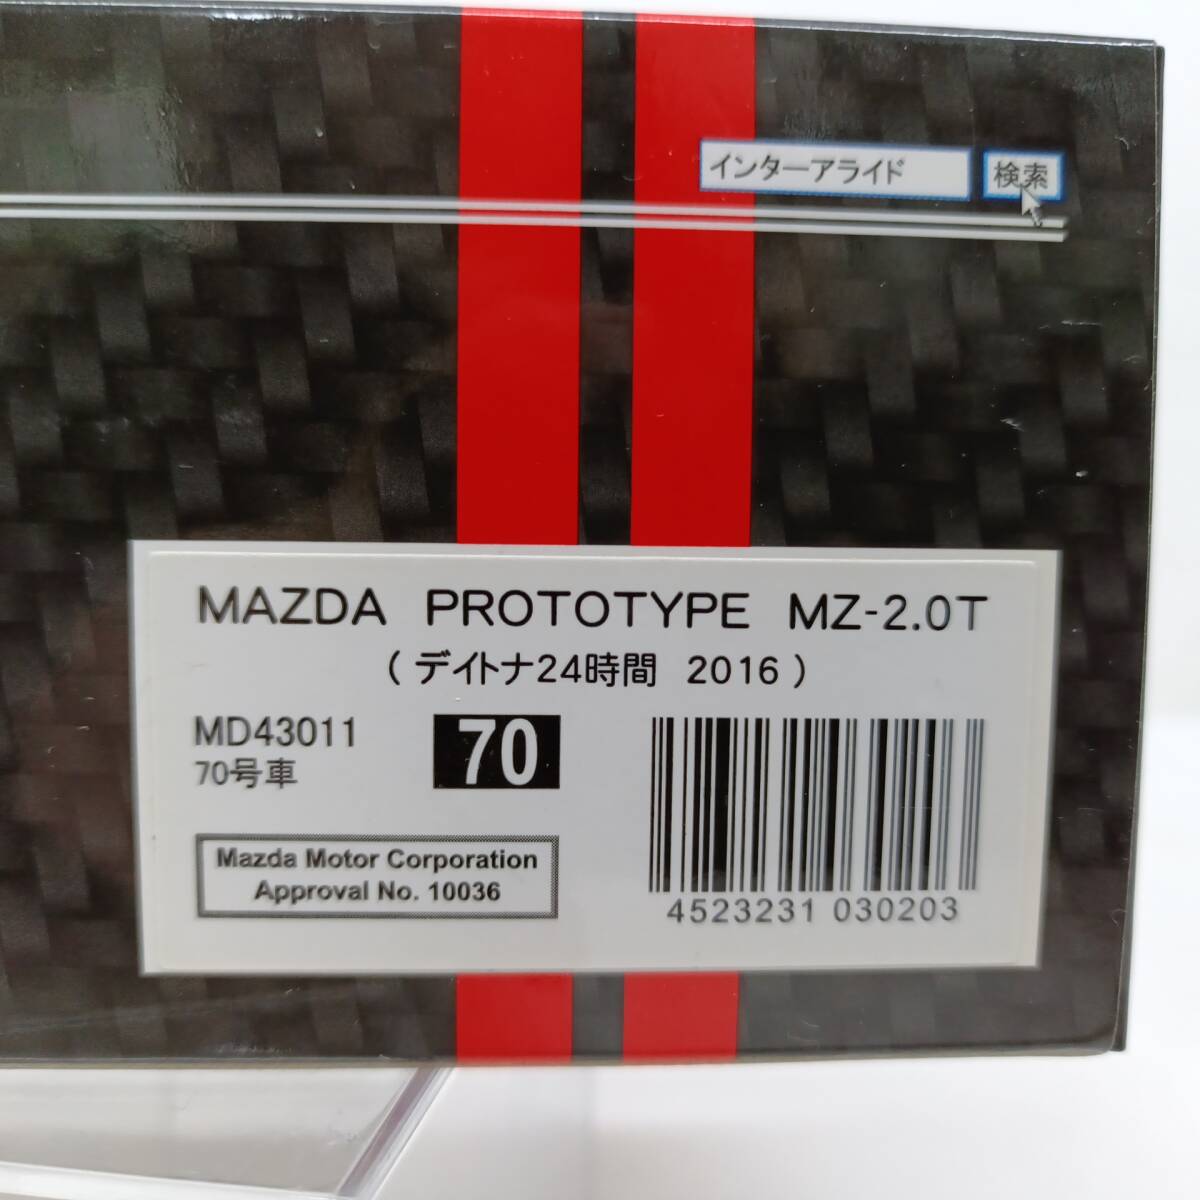 インターアライド 検索
MAZDA PROTOTYPE MZ-2.0T
(デイトナ24時間 2016)
MD43011
70号車
70
Mazda Motor Corporation
Approval No. 10036
4523231 030203